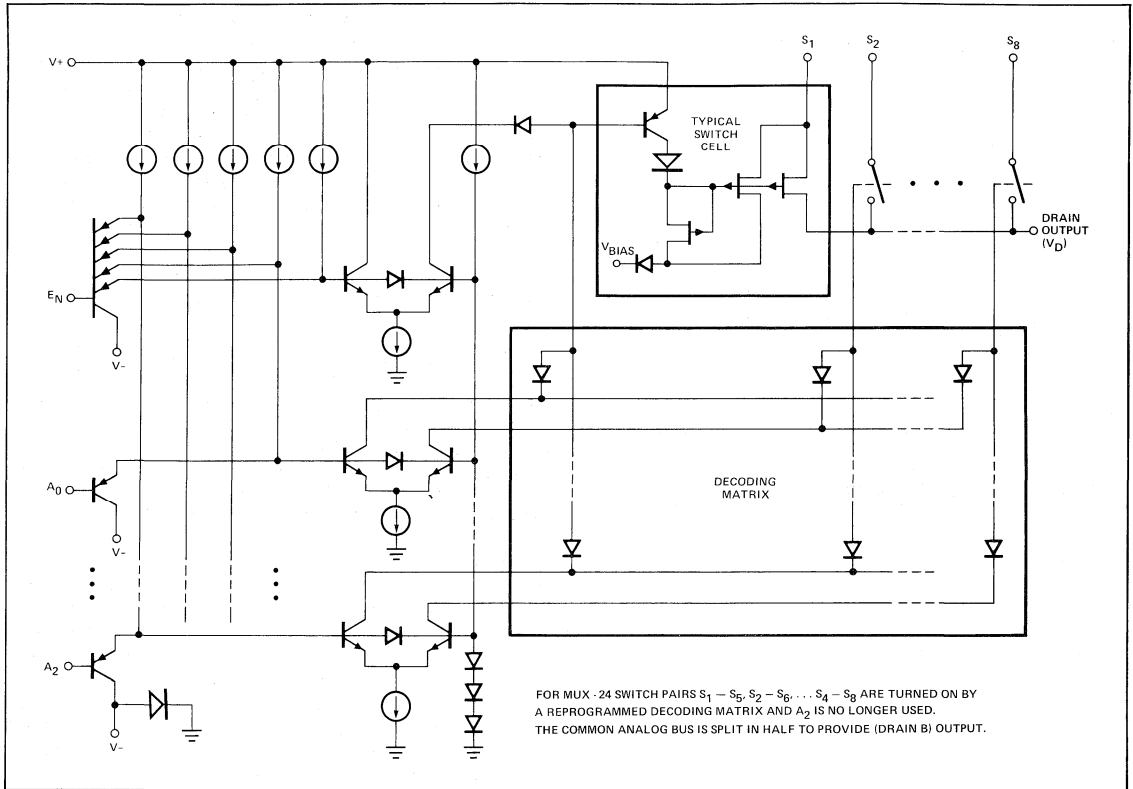 S1
S2
S8
V+
TYPICAL
SWITCH
CELL
VBIAS
DRAIN
OUTPUT
(VD)
EN
V-
A0
V-
DECODING
MATRIX
A2
V-
FOR MUX - 24 SWITCH PAIRS S1 – S5, S2 – S6, . . . S4 – S8 ARE TURNED ON BY
A REPROGRAMMED DECODING MATRIX AND A2 IS NO LONGER USED.
THE COMMON ANALOG BUS IS SPLIT IN HALF TO PROVIDE (DRAIN B) OUTPUT.